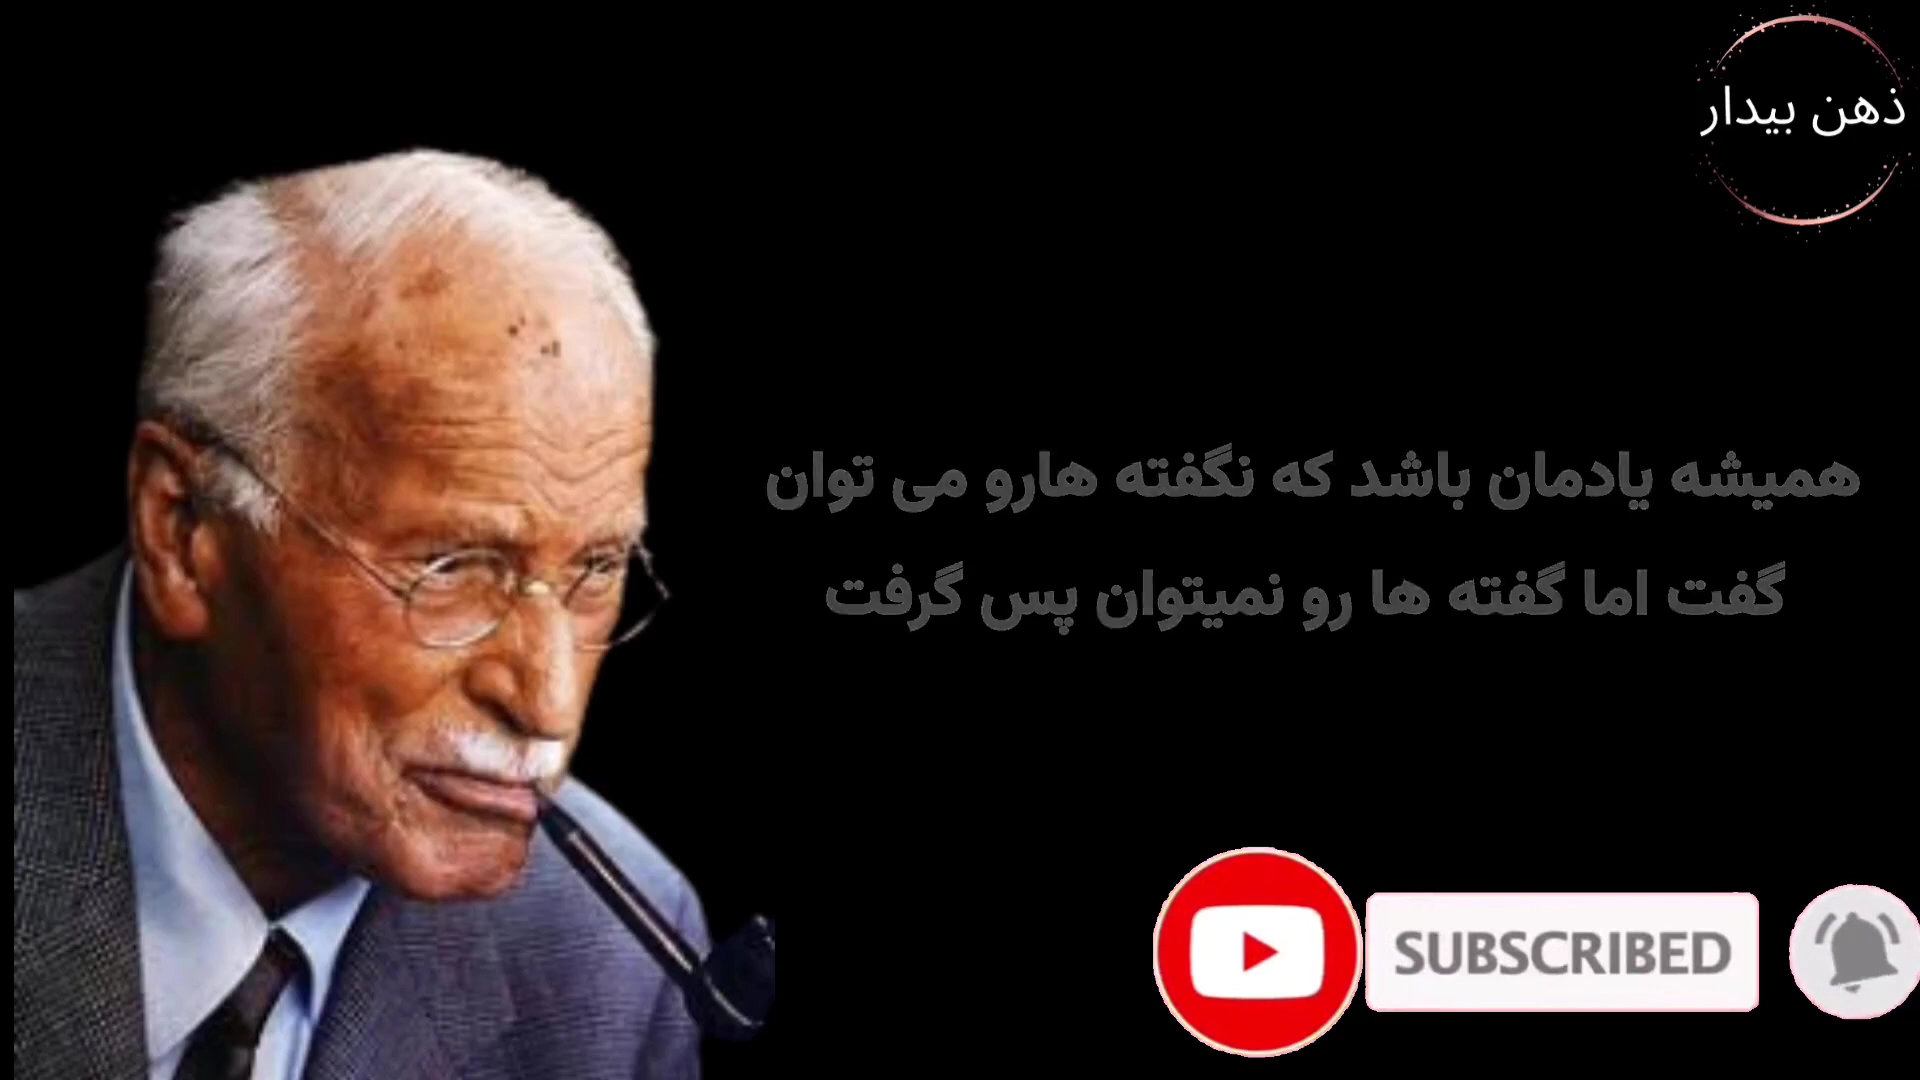 ذهن بیدار
همیشه یادمان باشد که نگفته هارو می توان
گفت اما گفته ها رو نمیتوان پس گرفت
SUBSCRIBED